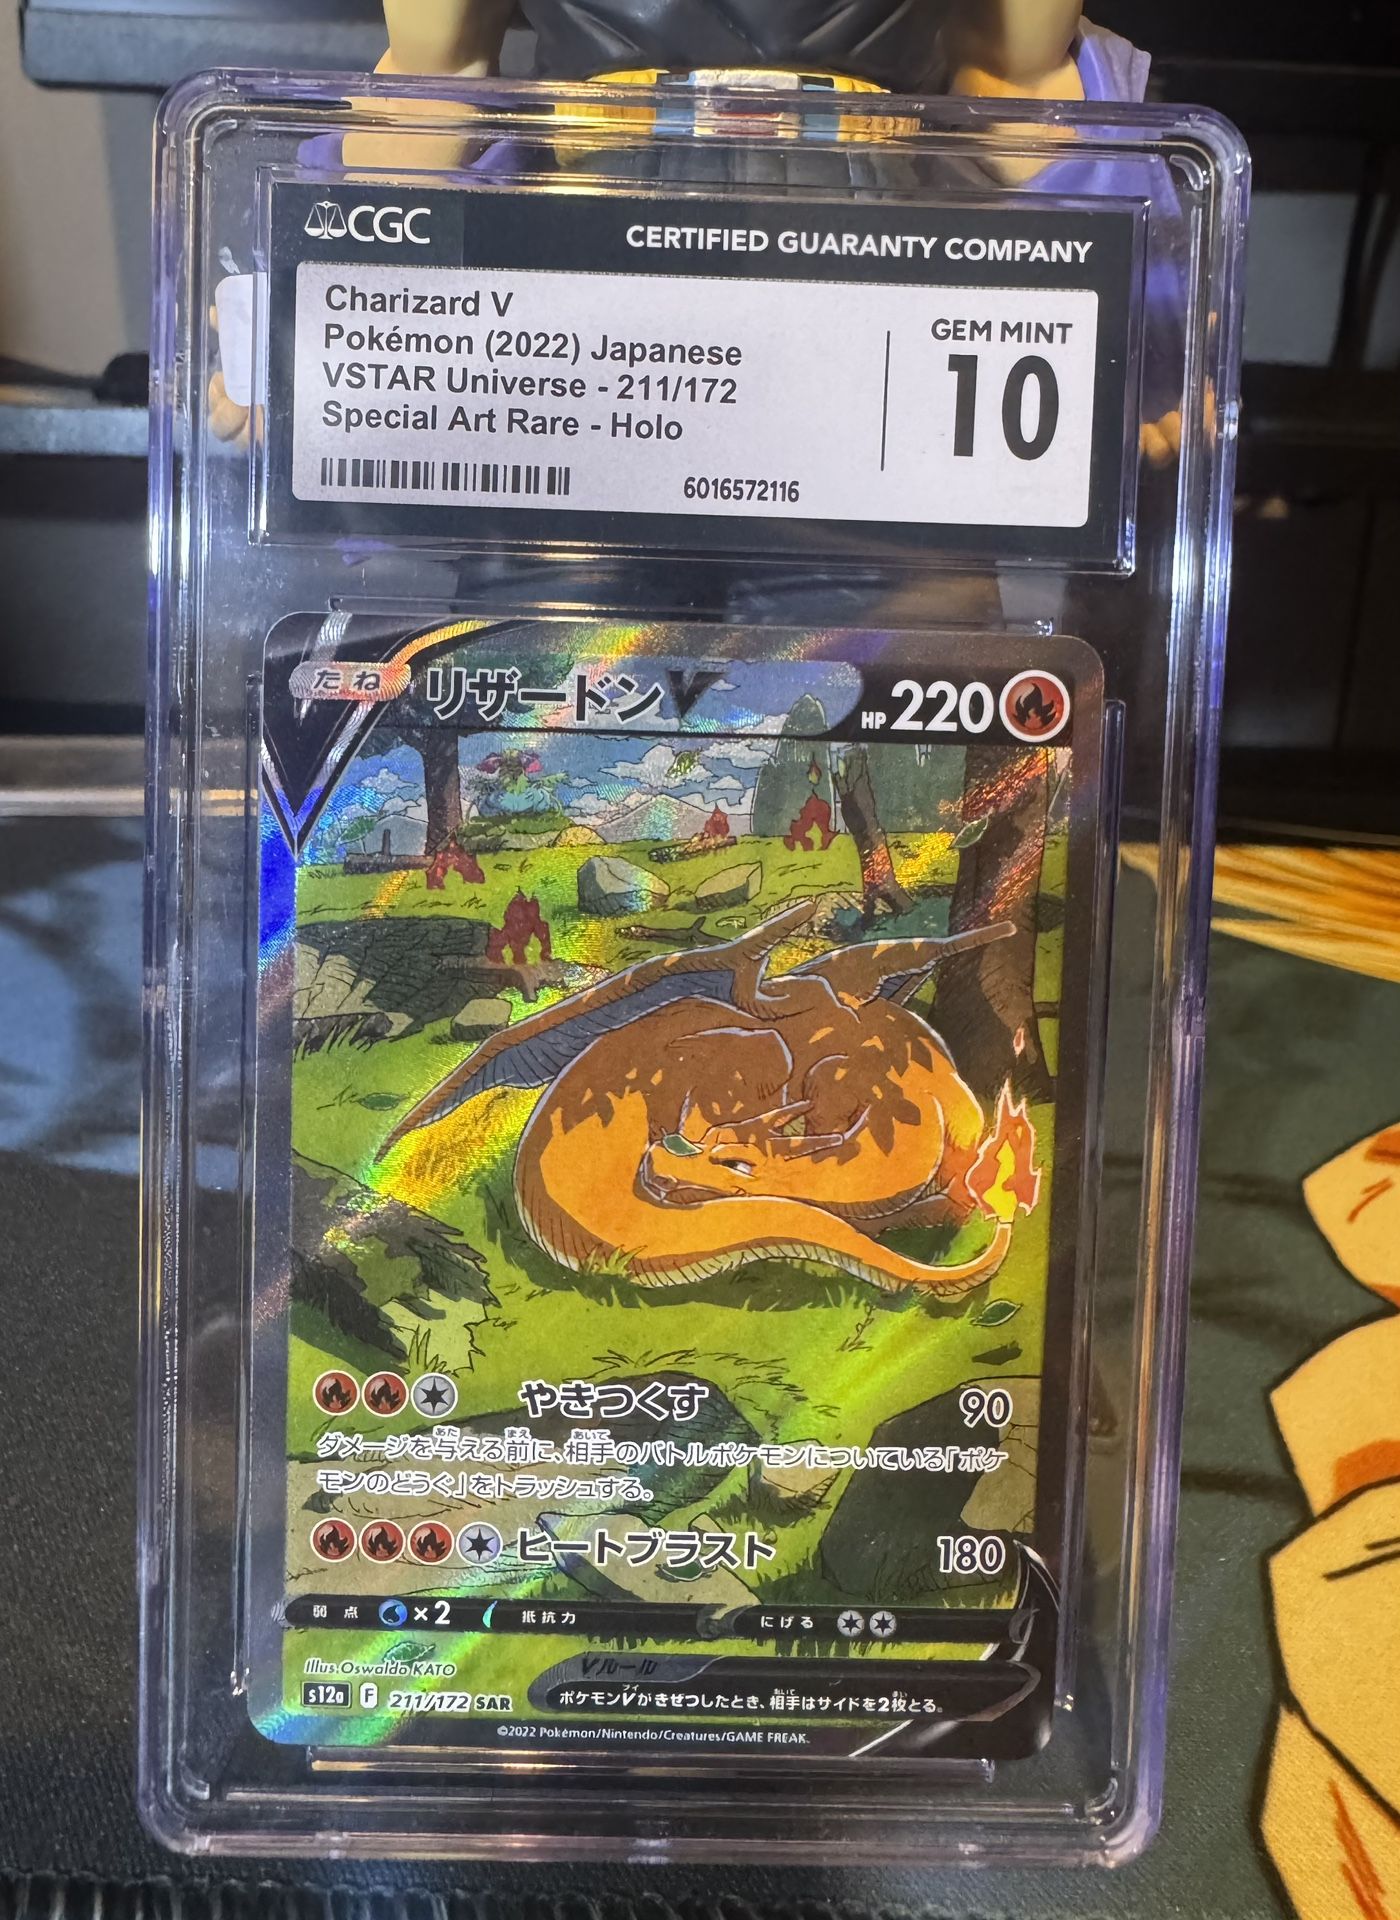 CGC
CERTIFIED GUARANTY COMPANY
Charizard V
Pokémon (2022) Japanese
VSTAR Universe - 211/172
Special Art Rare - Holo
GEM MINT
10
6016572116
たね
リザードンV
HP 220
やきつくす 90
ダメージを与える前に、相手のバトルポケモンについている「ポケ
モンのどうぐ」をトラッシュする。
ヒートブラスト 180
弱点 ×2 抵抗力 にげる
Illus. Oswaldo KATO
Vルール
s12a F 211/172 SAR
ポケモンVがきぜつしたとき、相手はサイドを2枚とる。
©2022 Pokémon/Nintendo/Creatures/GAME FREAK.